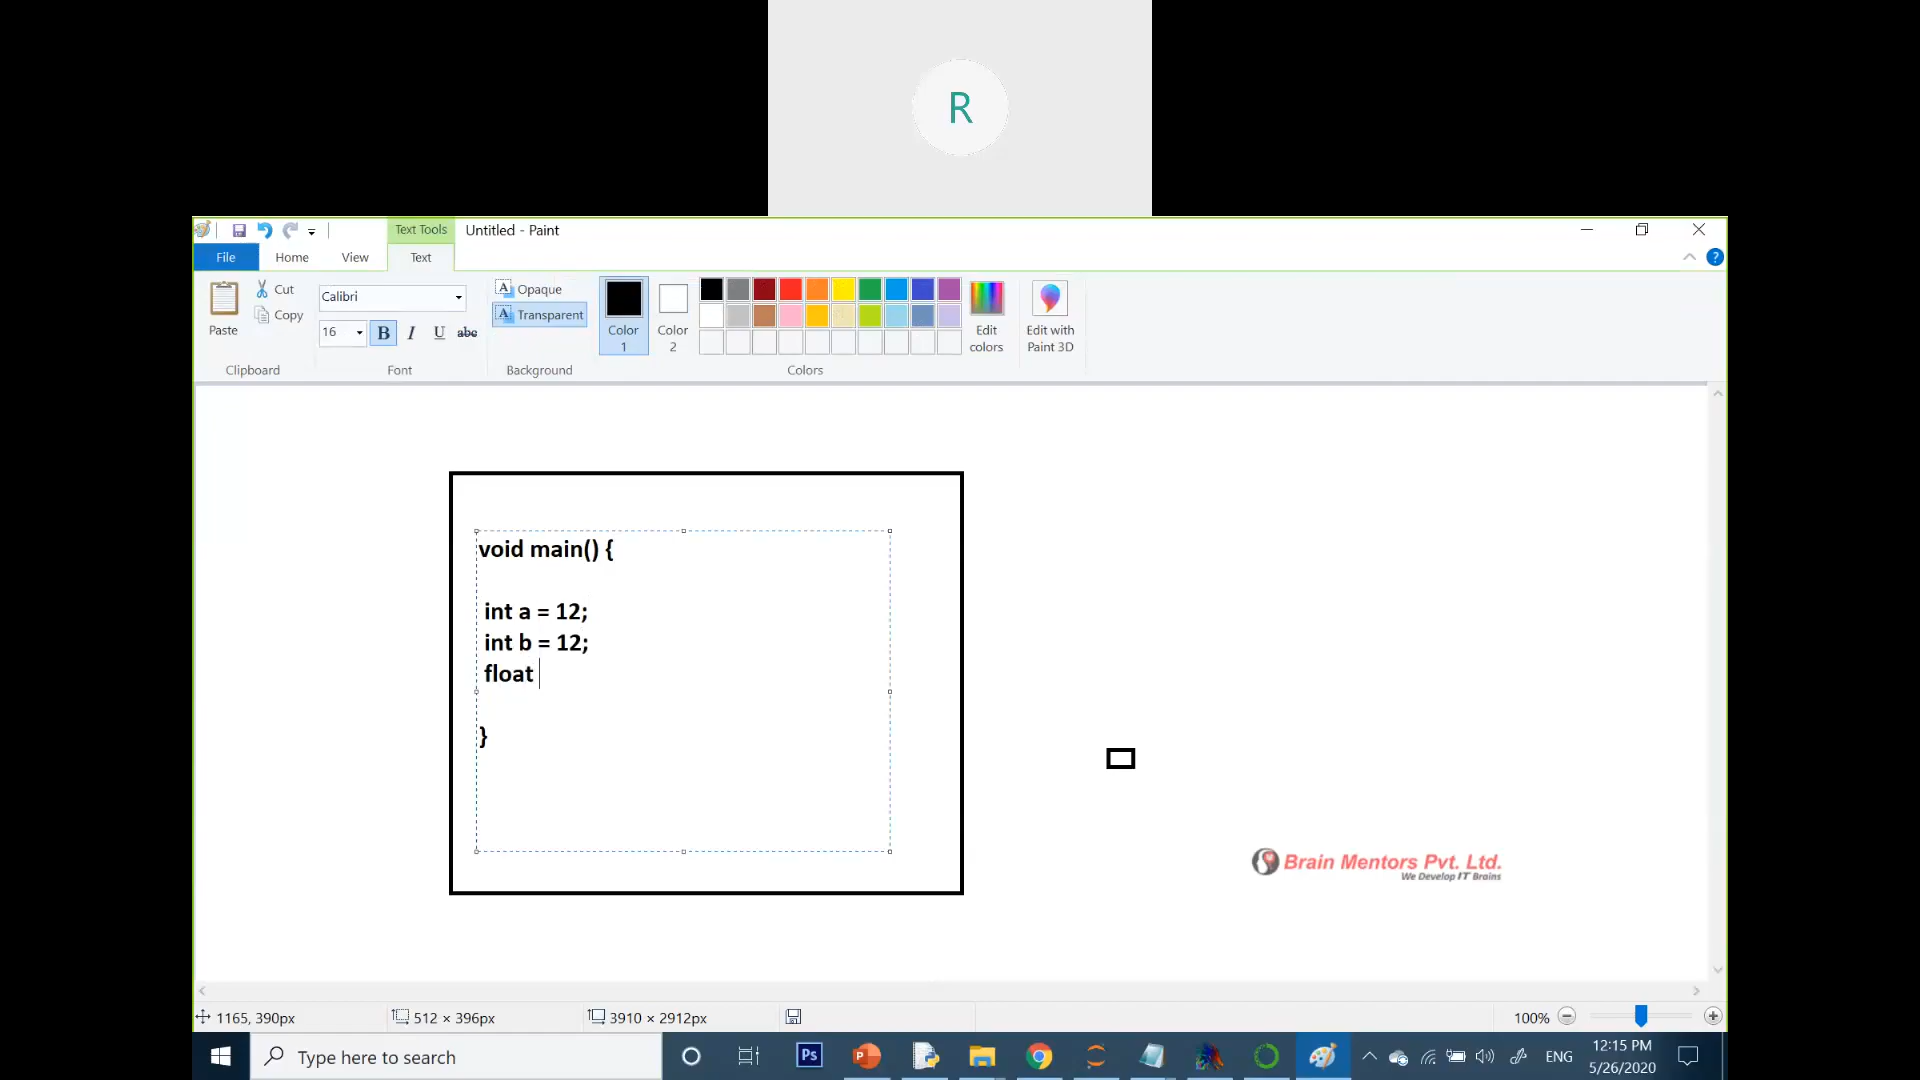 R
Text Tools
Untitled - Paint
File
Home
View
Text
Paste
Cut
Copy
Clipboard
Calibri
16
B
I
U
abc
Font
A Opaque
A Transparent
Background
Color
1
Color
2
Colors
Edit
colors
Edit with
Paint 3D
?
void main() {
int a = 12;
int b = 12;
float
}
Brain Mentors Pvt. Ltd.
We Develop IT Brains
1165, 390px
512 × 396px
3910 × 2912px
100%
Type here to search
Ps
ENG
12:15 PM
5/26/2020